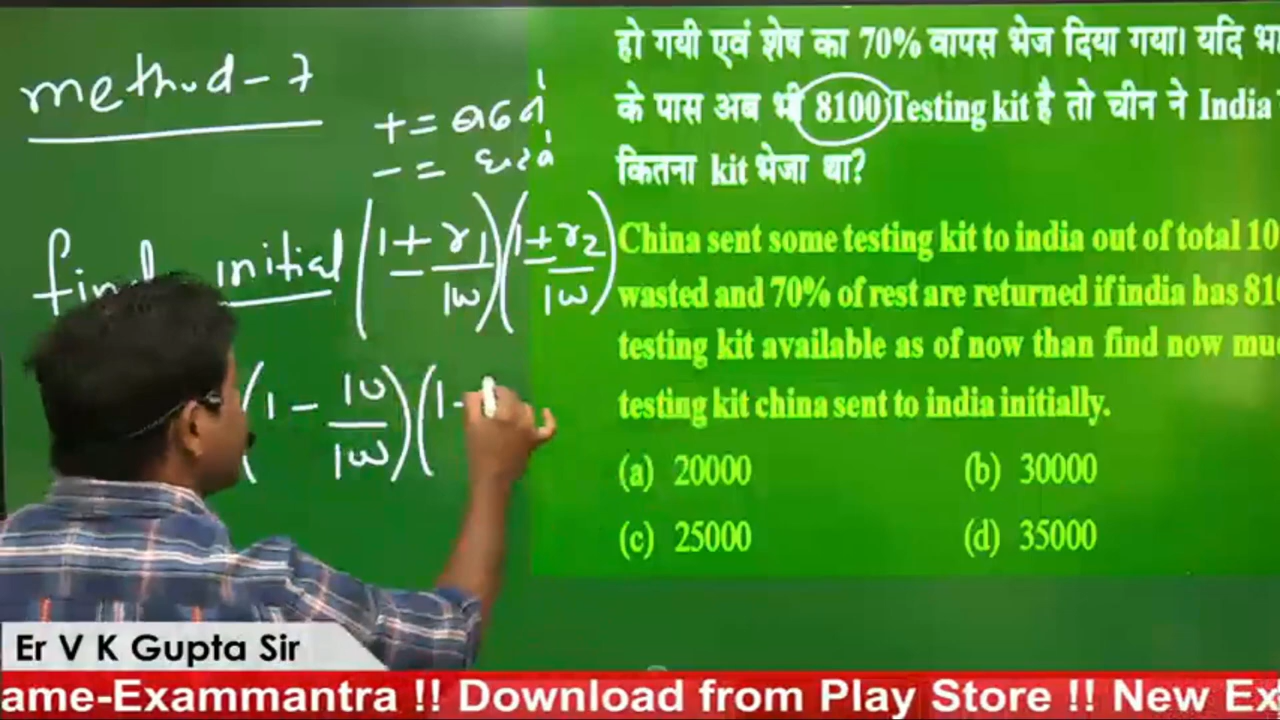 method-7
+ = बढ़ने
- =
initial (1 ± r1/100)(1 ± r2/100)
(1 - 10/100)(1 -
हो गयी एवं शेष का 70% वापस भेज दिया गया। यदि
के पास अब भी 8100 Testing kit है तो चीन ने India
कितना kit भेजा था?
China sent some testing kit to india out of total 10
wasted and 70% of rest are returned if india has 81
testing kit available as of now than find now
testing kit china sent to india initially.
(a) 20000 (b) 30000
(c) 25000 (d) 35000
Er V K Gupta Sir
ame-Exammantra !! Download from Play Store !! New Ex